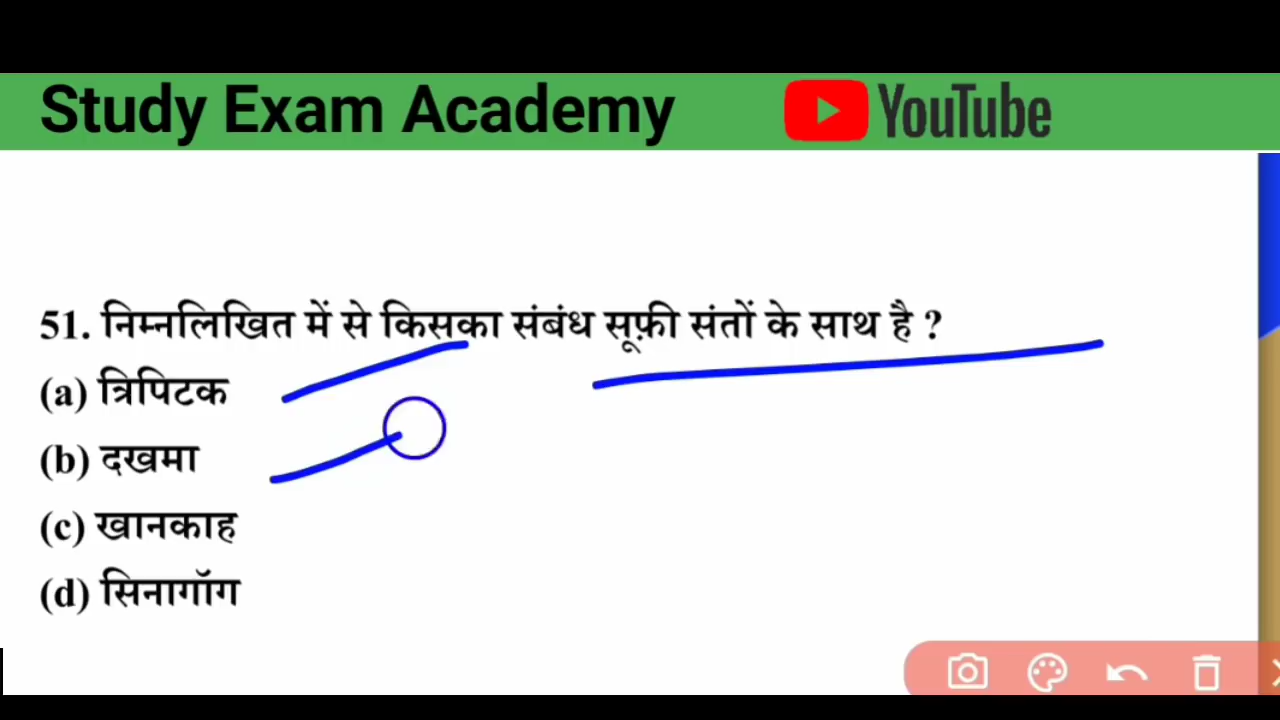 Study Exam Academy YouTube
51. निम्नलिखित में से किसका संबंध सूफ़ी संतों के साथ है ?
(a) त्रिपिटक
(b) दखमा
(c) खानकाह
(d) सिनागॉग